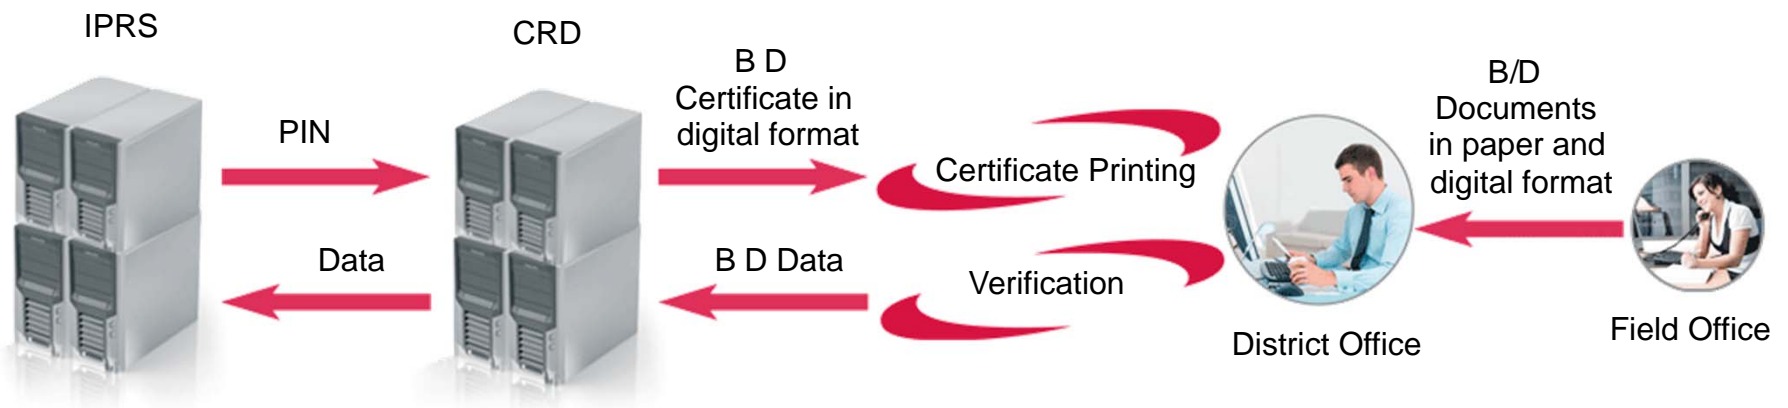 IPRS
CRD
B D
Certificate in
digital format
B/D
Documents
in paper and
digital format
PIN
Certificate Printing
Data
B D Data
Verification
District Office
Field Office